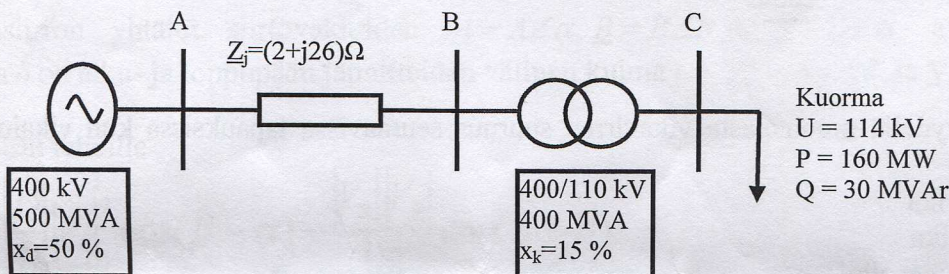 A
B
C
Z_j=(2+j26)Ω
Kuorma
U = 114 kV
P = 160 MW
Q = 30 MVAr
400 kV
500 MVA
x_d=50 %
400/110 kV
400 MVA
x_k=15 %